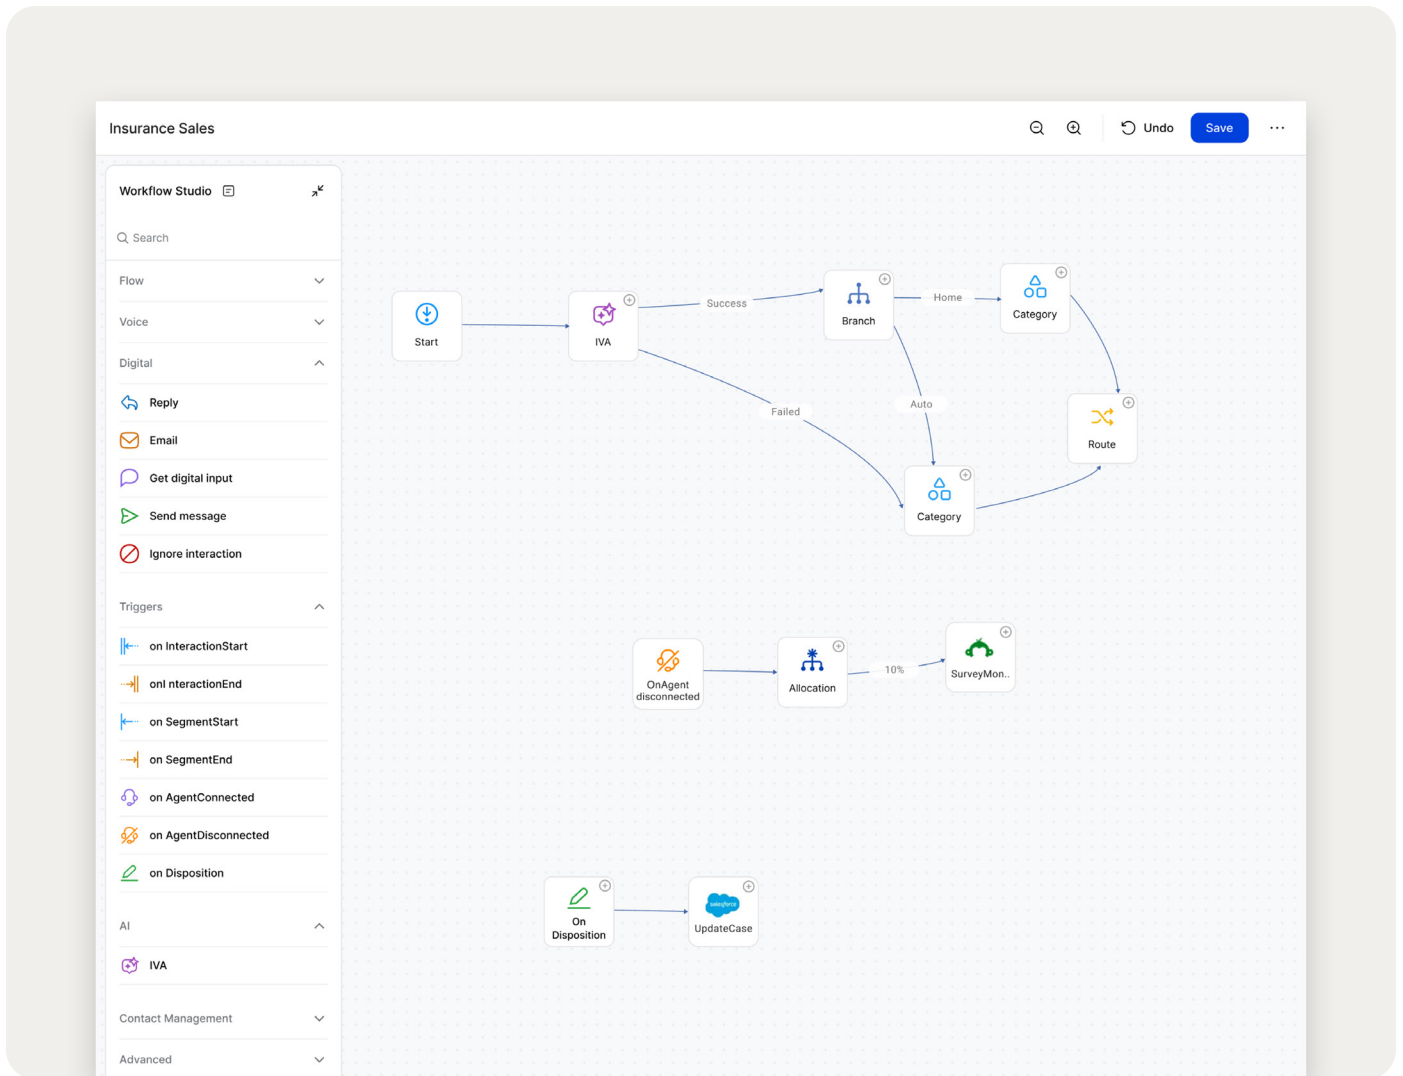 Insurance Sales
Undo
Save
Workflow Studio
Search
Flow
Voice
Digital
Reply
Email
Get digital input
Send message
Ignore interaction
Triggers
on InteractionStart
onI nteractionEnd
on SegmentStart
on SegmentEnd
on AgentConnected
on AgentDisconnected
on Disposition
AI
IVA
Contact Management
Advanced
Start
IVA
Success
Branch
Home
Category
Failed
Auto
Route
Category
OnAgent
disconnected
Allocation
10%
SurveyMon..
On
Disposition
salesforce
UpdateCase